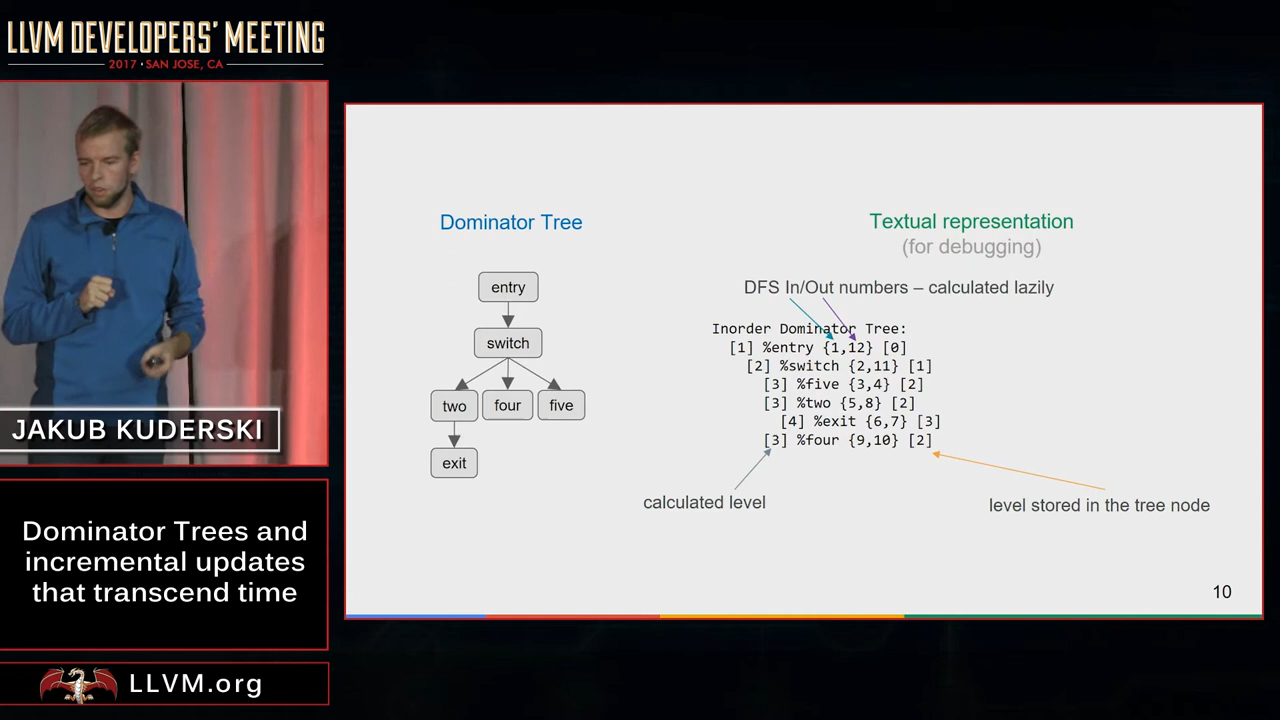 LLVM DEVELOPERS' MEETING
2017 · SAN JOSE, CA
JAKUB KUDERSKI
Dominator Trees and
incremental updates
that transcend time
LLVM.org
Dominator Tree
entry
switch
two four five
exit
Textual representation
(for debugging)
DFS In/Out numbers – calculated lazily
Inorder Dominator Tree:
[1] %entry {1,12} [0]
[2] %switch {2,11} [1]
[3] %five {3,4} [2]
[3] %two {5,8} [2]
[4] %exit {6,7} [3]
[3] %four {9,10} [2]
calculated level
level stored in the tree node
10